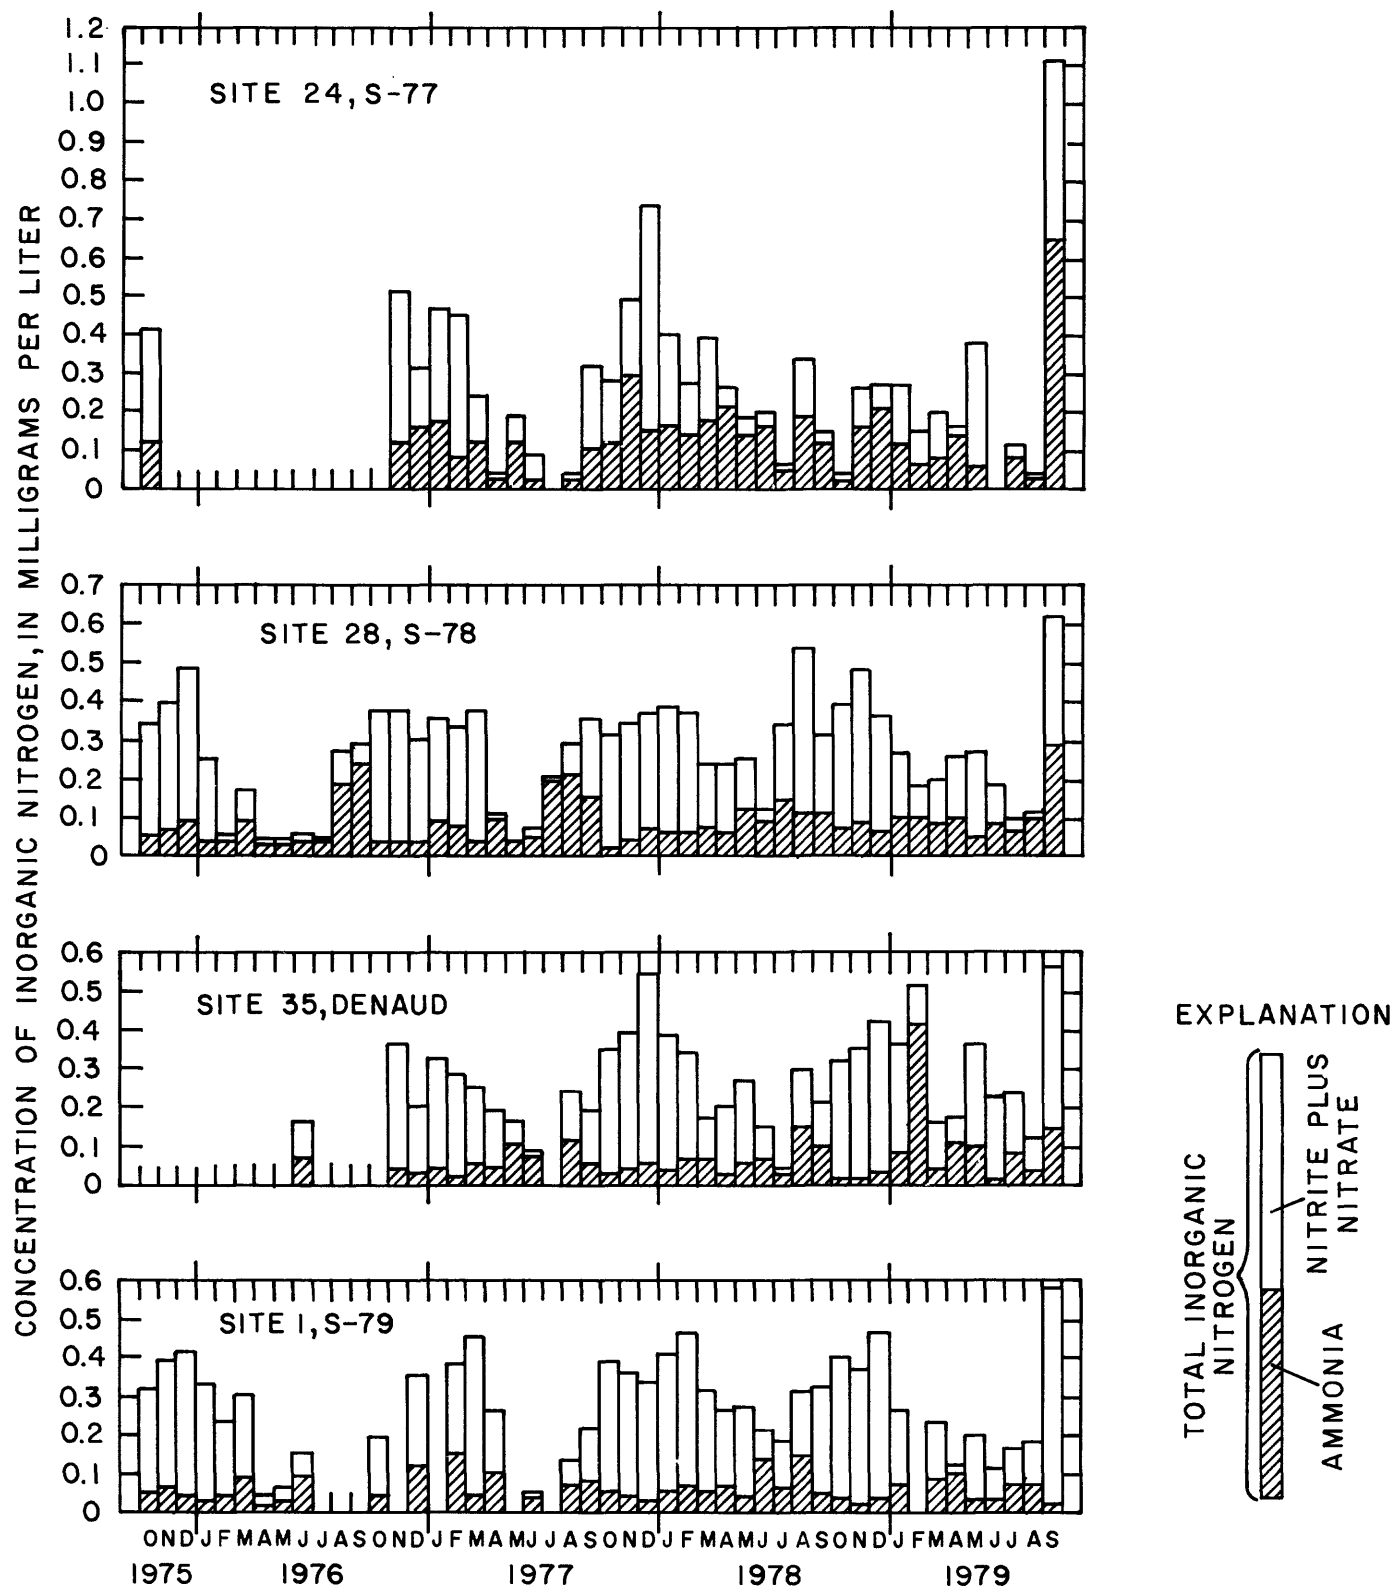 CONCENTRATION OF INORGANIC NITROGEN, IN MILLIGRAMS PER LITER
1.2
1.1
1.0
0.9
0.8
0.7
0.6
0.5
0.4
0.3
0.2
0.1
0
SITE 24, S-77
0.7
0.6
0.5
0.4
0.3
0.2
0.1
0
SITE 28, S-78
0.6
0.5
0.4
0.3
0.2
0.1
0
SITE 35, DENAUD
0.6
0.5
0.4
0.3
0.2
0.1
0
SITE 1, S-79
O N D J F M A M J J A S O N D J F M A M J J A S O N D J F M A M J J A S O N D J F M A M J J A S
1975 1976 1977 1978 1979
EXPLANATION
TOTAL INORGANIC
NITROGEN
NITRITE PLUS
NITRATE
AMMONIA